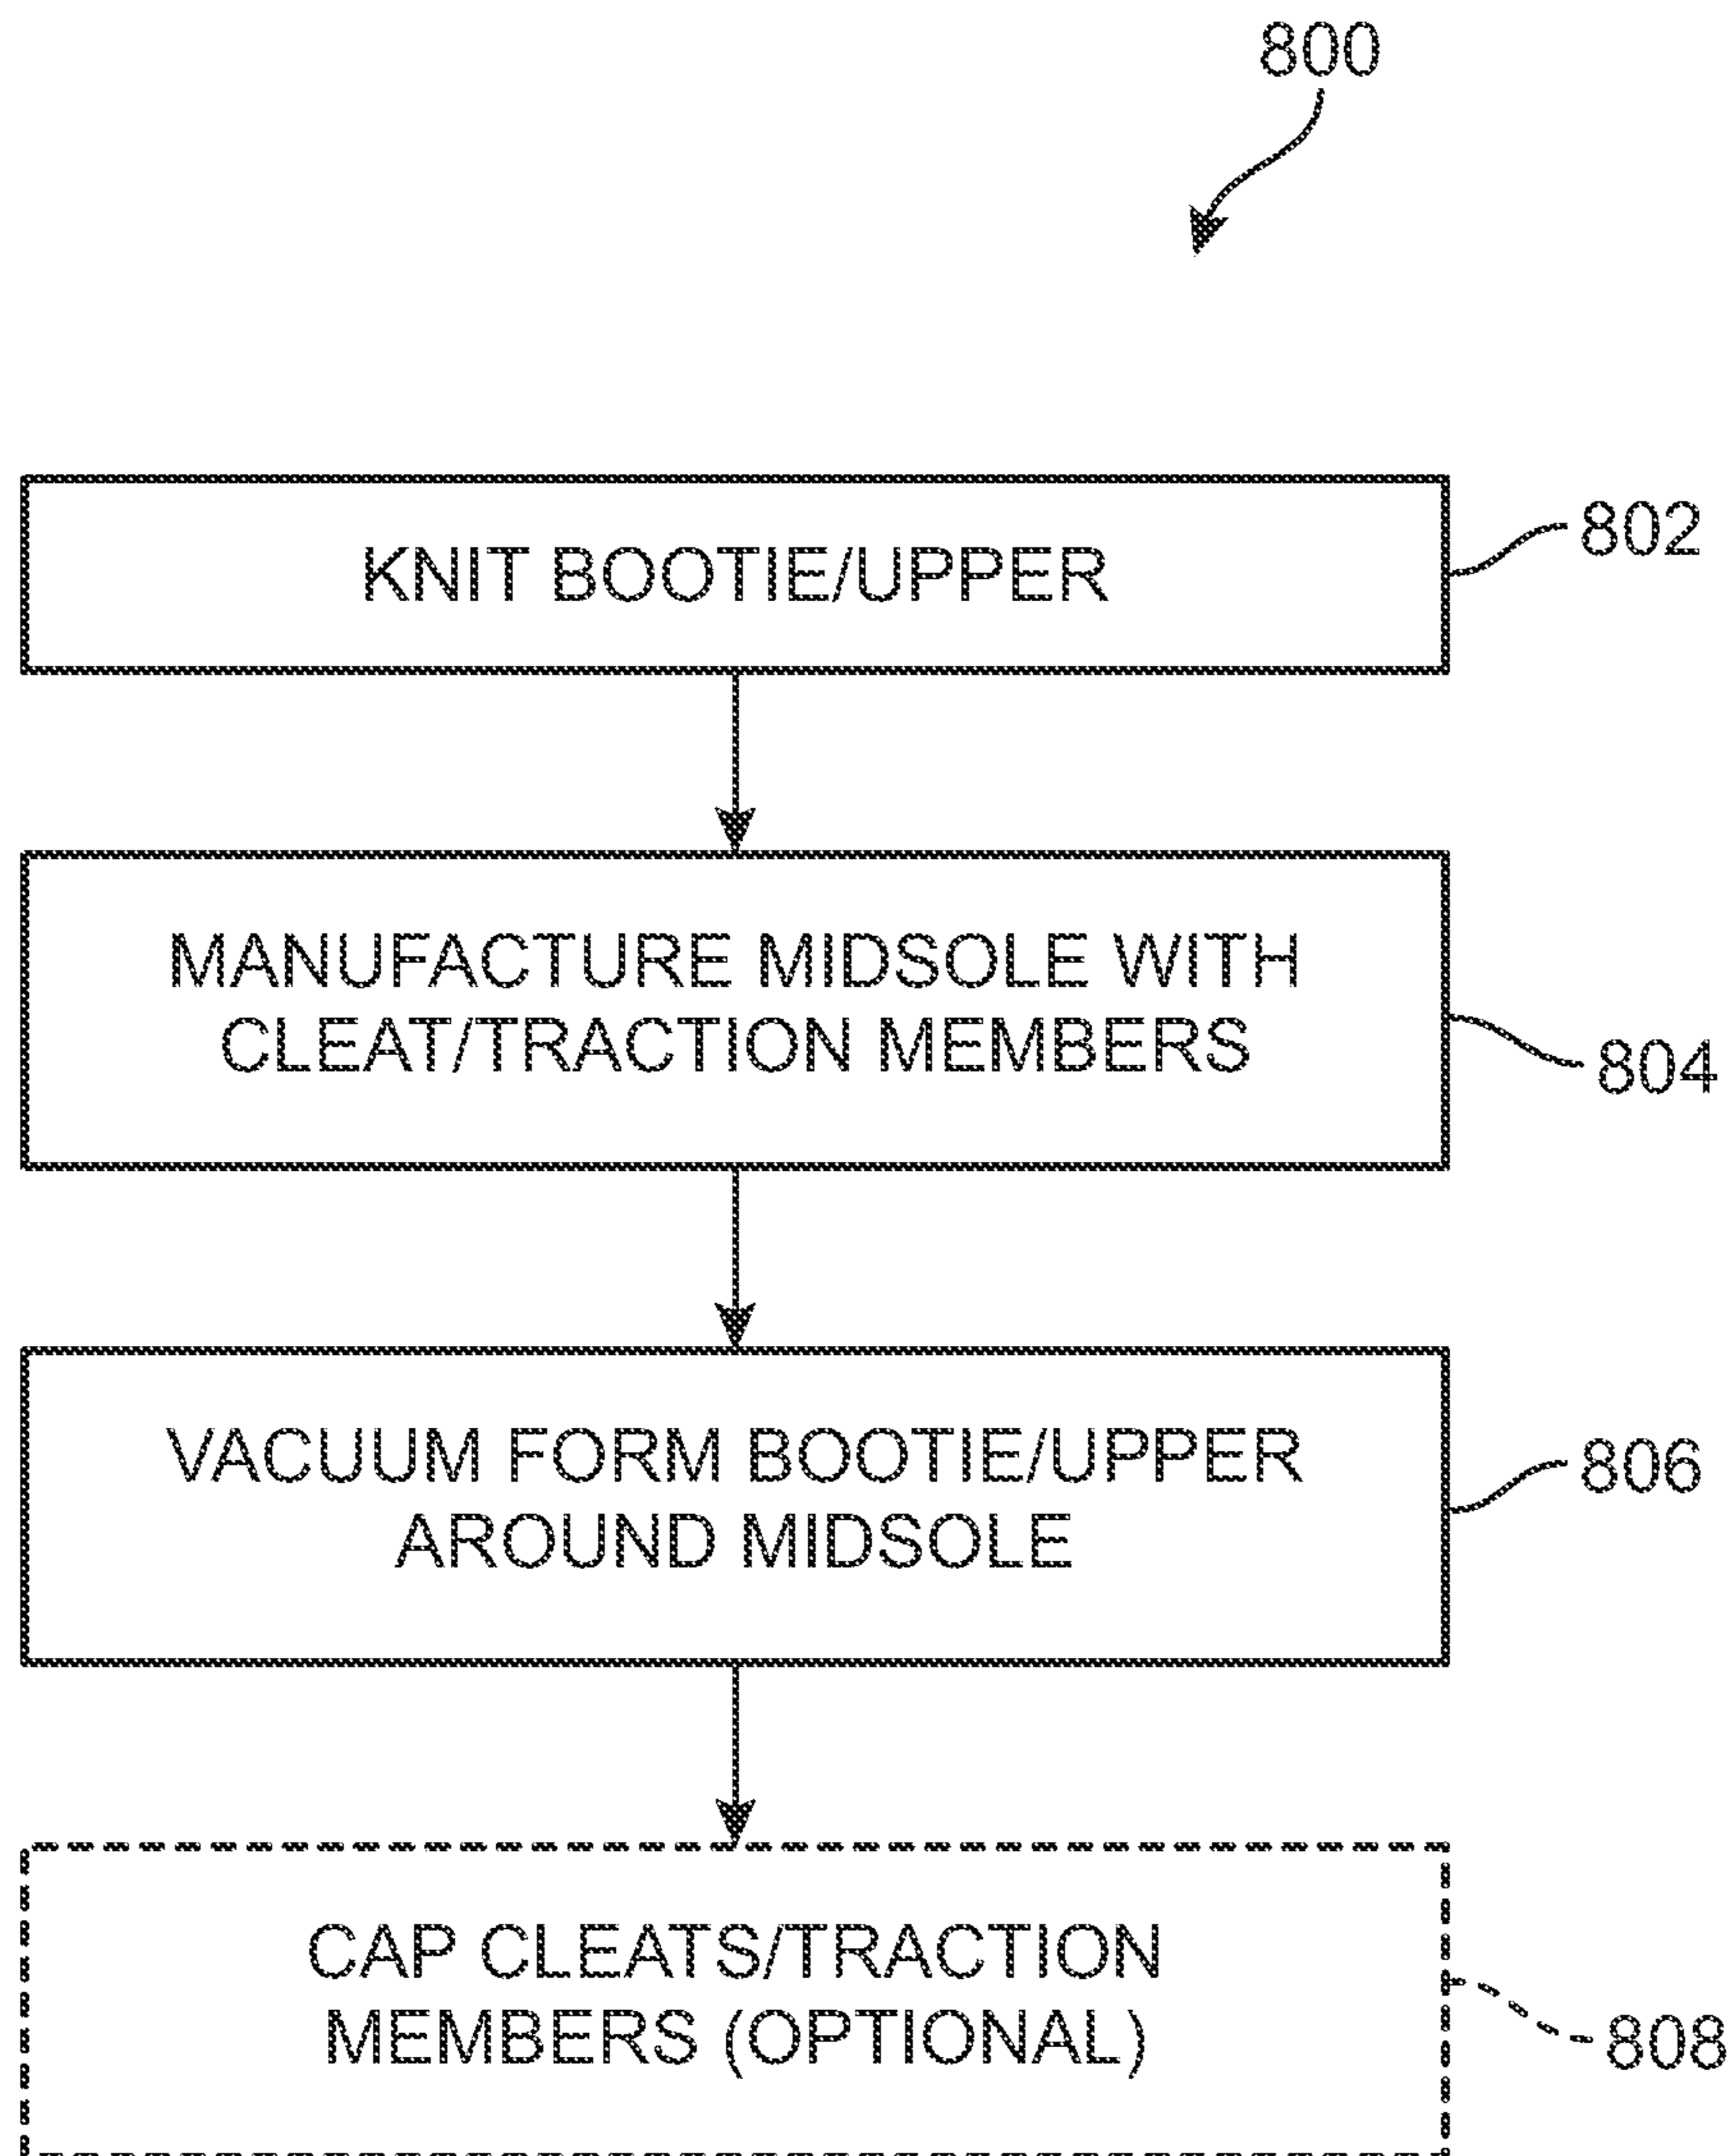 800
KNIT BOOTIE/UPPER
802
MANUFACTURE MIDSOLE WITH
CLEAT/TRACTION MEMBERS
804
VACUUM FORM BOOTIE/UPPER
AROUND MIDSOLE
806
CAP CLEATS/TRACTION
MEMBERS (OPTIONAL)
808